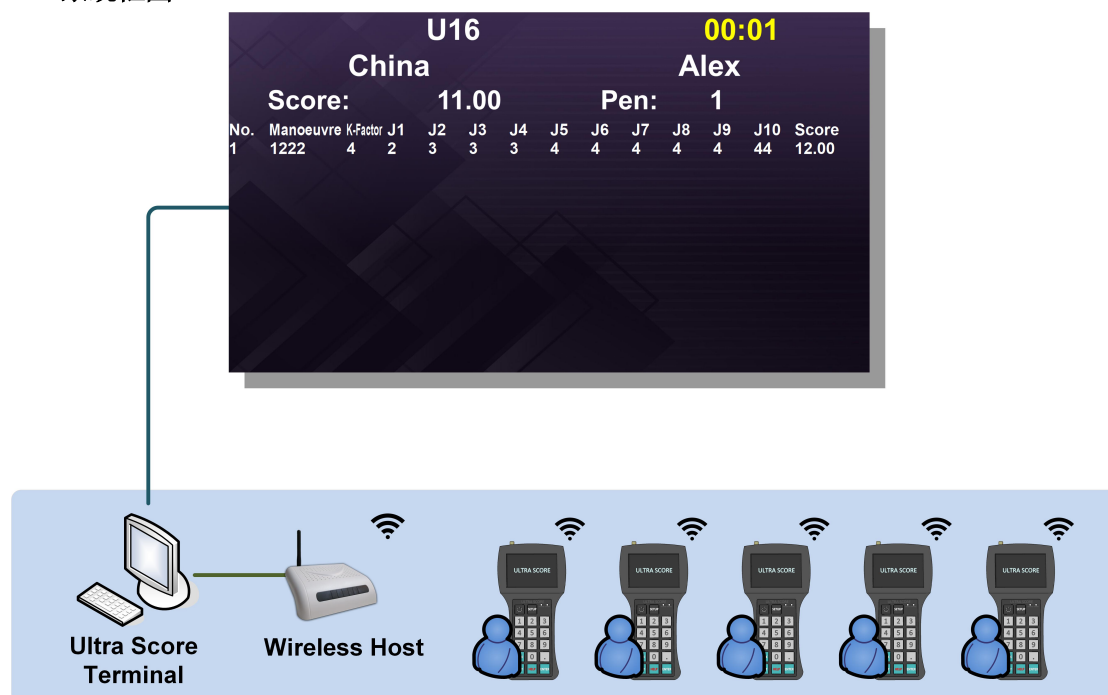 U16 00:01
China Alex
Score: 11.00 Pen: 1
No. Manoeuvre K-Factor J1 J2 J3 J4 J5 J6 J7 J8 J9 J10 Score
1 1222 4 2 3 3 3 4 4 4 4 4 44 12.00
ULTRA SCORE ULTRA SCORE ULTRA SCORE ULTRA SCORE ULTRA SCORE
Ultra Score
Terminal
Wireless Host